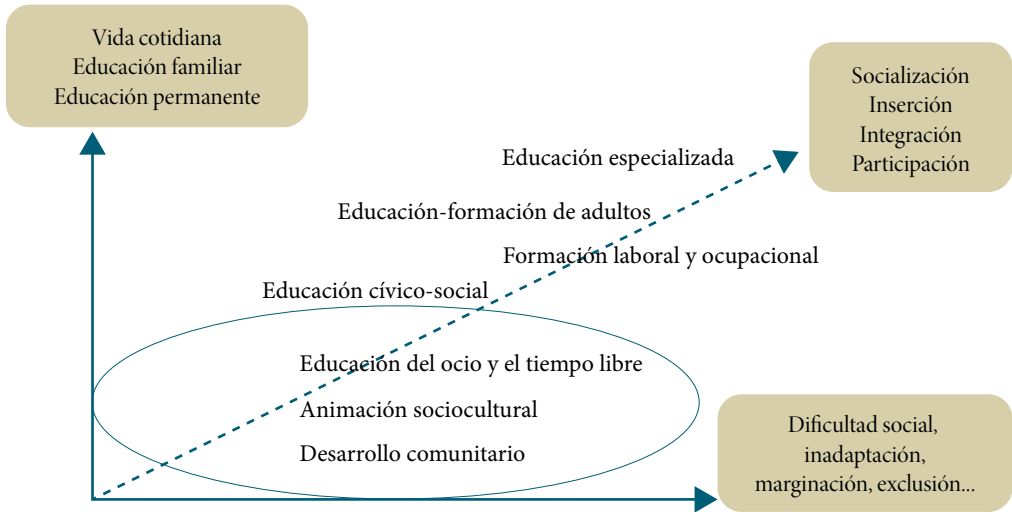 Vida cotidiana
Educación familiar
Educación permanente
Socialización
Inserción
Integración
Participación
Educación especializada
Educación-formación de adultos
Formación laboral y ocupacional
Educación cívico-social
Educación del ocio y el tiempo libre
Animación sociocultural
Desarrollo comunitario
Dificultad social,
inadaptación,
marginación, exclusión...